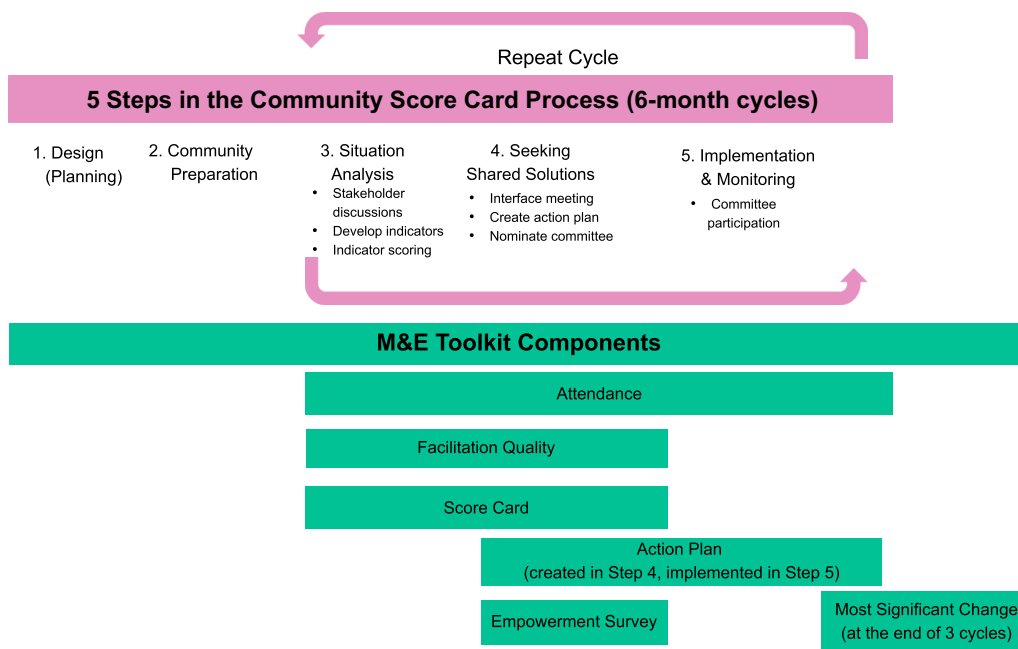 Repeat Cycle
5 Steps in the Community Score Card Process (6-month cycles)
1. Design
(Planning)
2. Community
Preparation
3. Situation
Analysis
• Stakeholder
discussions
• Develop indicators
• Indicator scoring
4. Seeking
Shared Solutions
• Interface meeting
• Create action plan
• Nominate committee
5. Implementation
& Monitoring
• Committee
participation
M&E Toolkit Components
Attendance
Facilitation Quality
Score Card
Action Plan
(created in Step 4, implemented in Step 5)
Empowerment Survey
Most Significant Change
(at the end of 3 cycles)